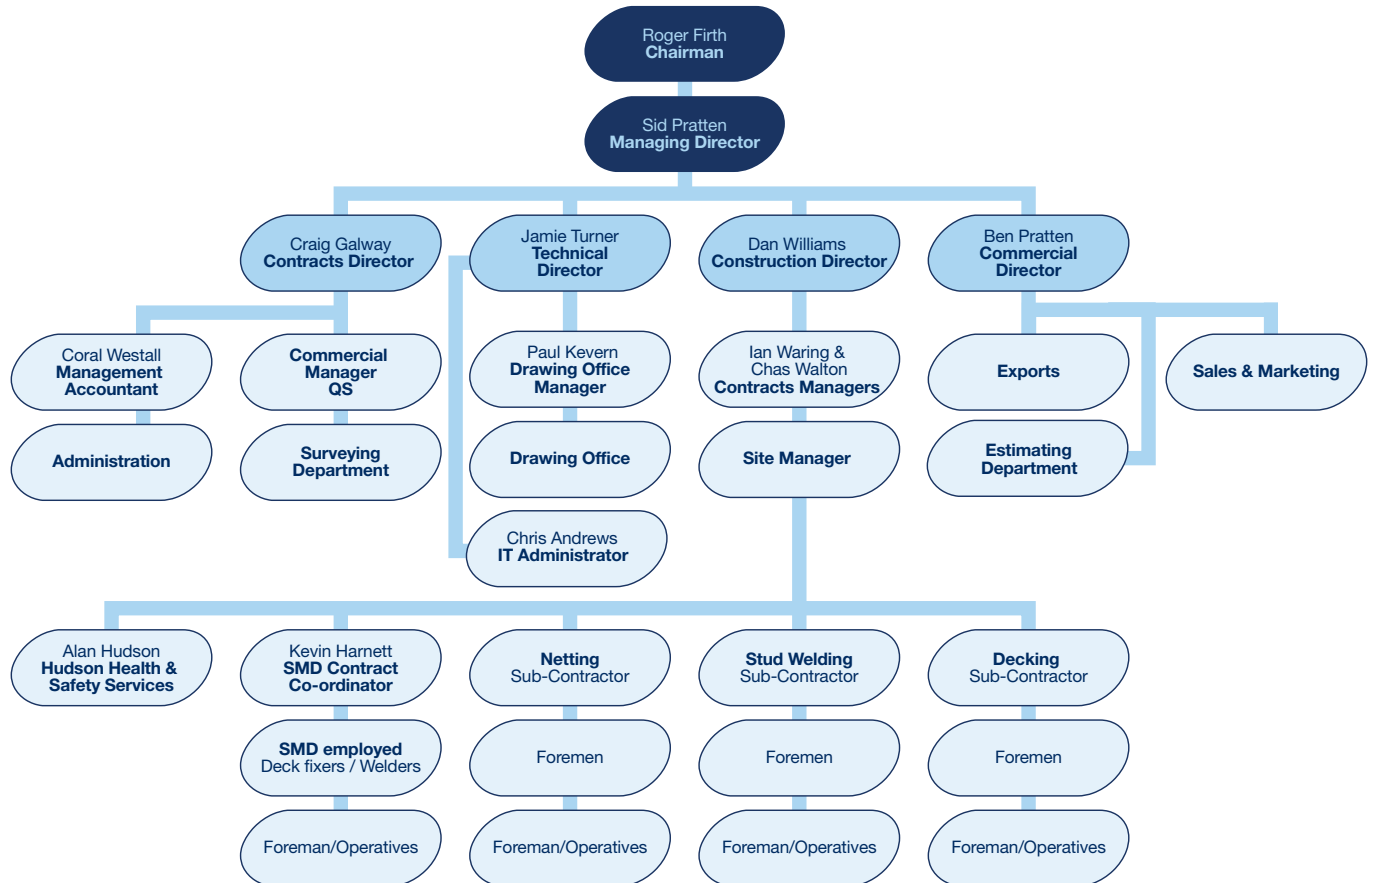 Roger Firth
Chairman
Sid Pratten
Managing Director
Craig Galway
Contracts Director
Jamie Turner
Technical
Director
Dan Williams
Construction Director
Ben Pratten
Commercial
Director
Coral Westall
Management
Accountant
Commercial
Manager
QS
Paul Kevern
Drawing Office
Manager
Ian Waring &
Chas Walton
Contracts Managers
Exports
Sales & Marketing
Administration
Surveying
Department
Drawing Office
Site Manager
Estimating
Department
Chris Andrews
IT Administrator
Alan Hudson
Hudson Health &
Safety Services
Kevin Harnett
SMD Contract
Co-ordinator
Netting
Sub-Contractor
Stud Welding
Sub-Contractor
Decking
Sub-Contractor
SMD employed
Deck fixers / Welders
Foremen
Foremen
Foremen
Foreman/Operatives
Foreman/Operatives
Foreman/Operatives
Foreman/Operatives